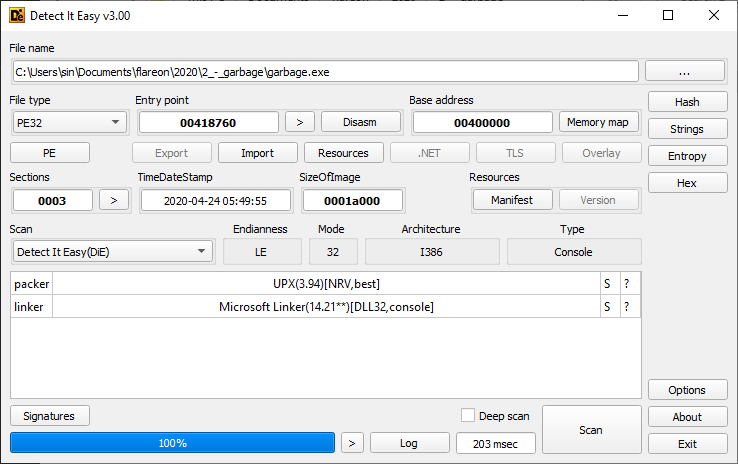 Detect It Easy v3.00
File name
C:\Users\sin\Documents\flareon\2020\2_-_garbage\garbage.exe ...
File type Entry point Base address
PE32 00418760 > Disasm 00400000 Memory map Hash
Strings
PE Export Import Resources .NET TLS Overlay Entropy
Sections TimeDateStamp SizeOfImage Resources Hex
0003 > 2020-04-24 05:49:55 0001a000 Manifest Version
Scan Endianness Mode Architecture Type
Detect It Easy(DiE) LE 32 I386 Console
packer UPX(3.94)[NRV,best] S ?
linker Microsoft Linker(14.21**)[DLL32,console] S ?
Options
Signatures Deep scan About
100% > Log 203 msec Scan Exit